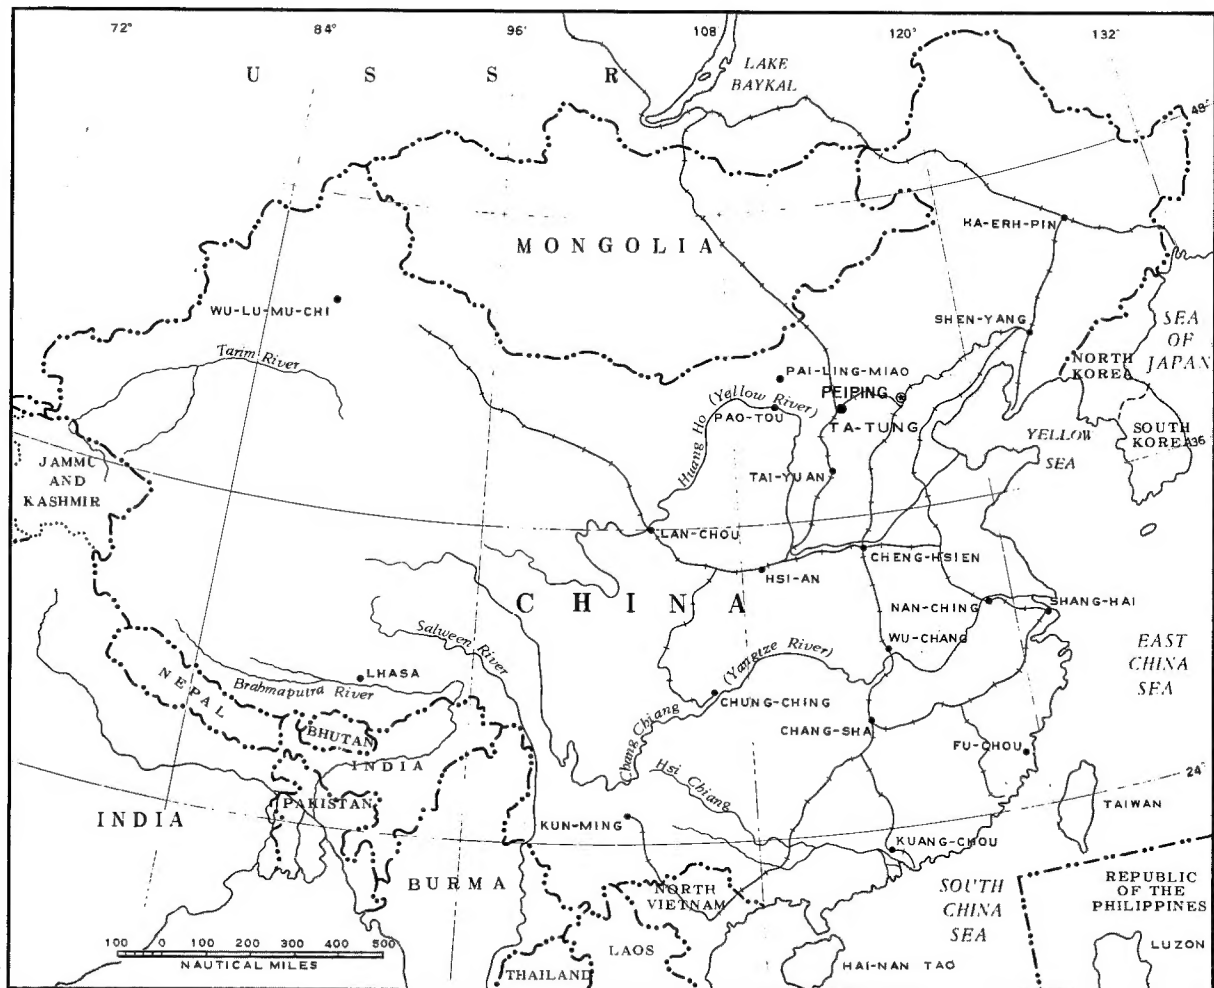 72°
84°
96'
108
120°
132°
U S S R
LAKE
BAYKAL
48°
HA-ERH-PIN
MONGOLIA
WU-LU-MU-CHI
SHEN-YANG
SEA
OF
JAPAN
Tarim River
PAI-LING-MIAO
NORTH
KOREA
PEIPING
Huang Ho (Yellow River)
PAO-TOU
TA-TUNG
SOUTH
KOREA
36
YELLOW
SEA
JAMMU
AND
KASHMIR
TAI-YUAN
LAN-CHOU
CHENG-HSIEN
HSI-AN
CHINA
NAN-CHING
SHANG-HAI
Salween River
WU-CHANG
EAST
CHINA
SEA
LHASA
Chang Chiang (Yangtze River)
NEPAL
Brahmaputra River
CHUNG-CHING
CHANG-SHA
BHUTAN
FU-CHOU
INDIA
Hsi Chiang
24°
PAKISTAN
TAIWAN
INDIA
KUN-MING
KUANG-CHOU
BURMA
NORTH
VIETNAM
SOUTH
CHINA
SEA
REPUBLIC
OF THE
PHILIPPINES
100 0 100 200 300 400 500
NAUTICAL MILES
LAOS
LUZON
THAILAND
HAI-NAN TAO